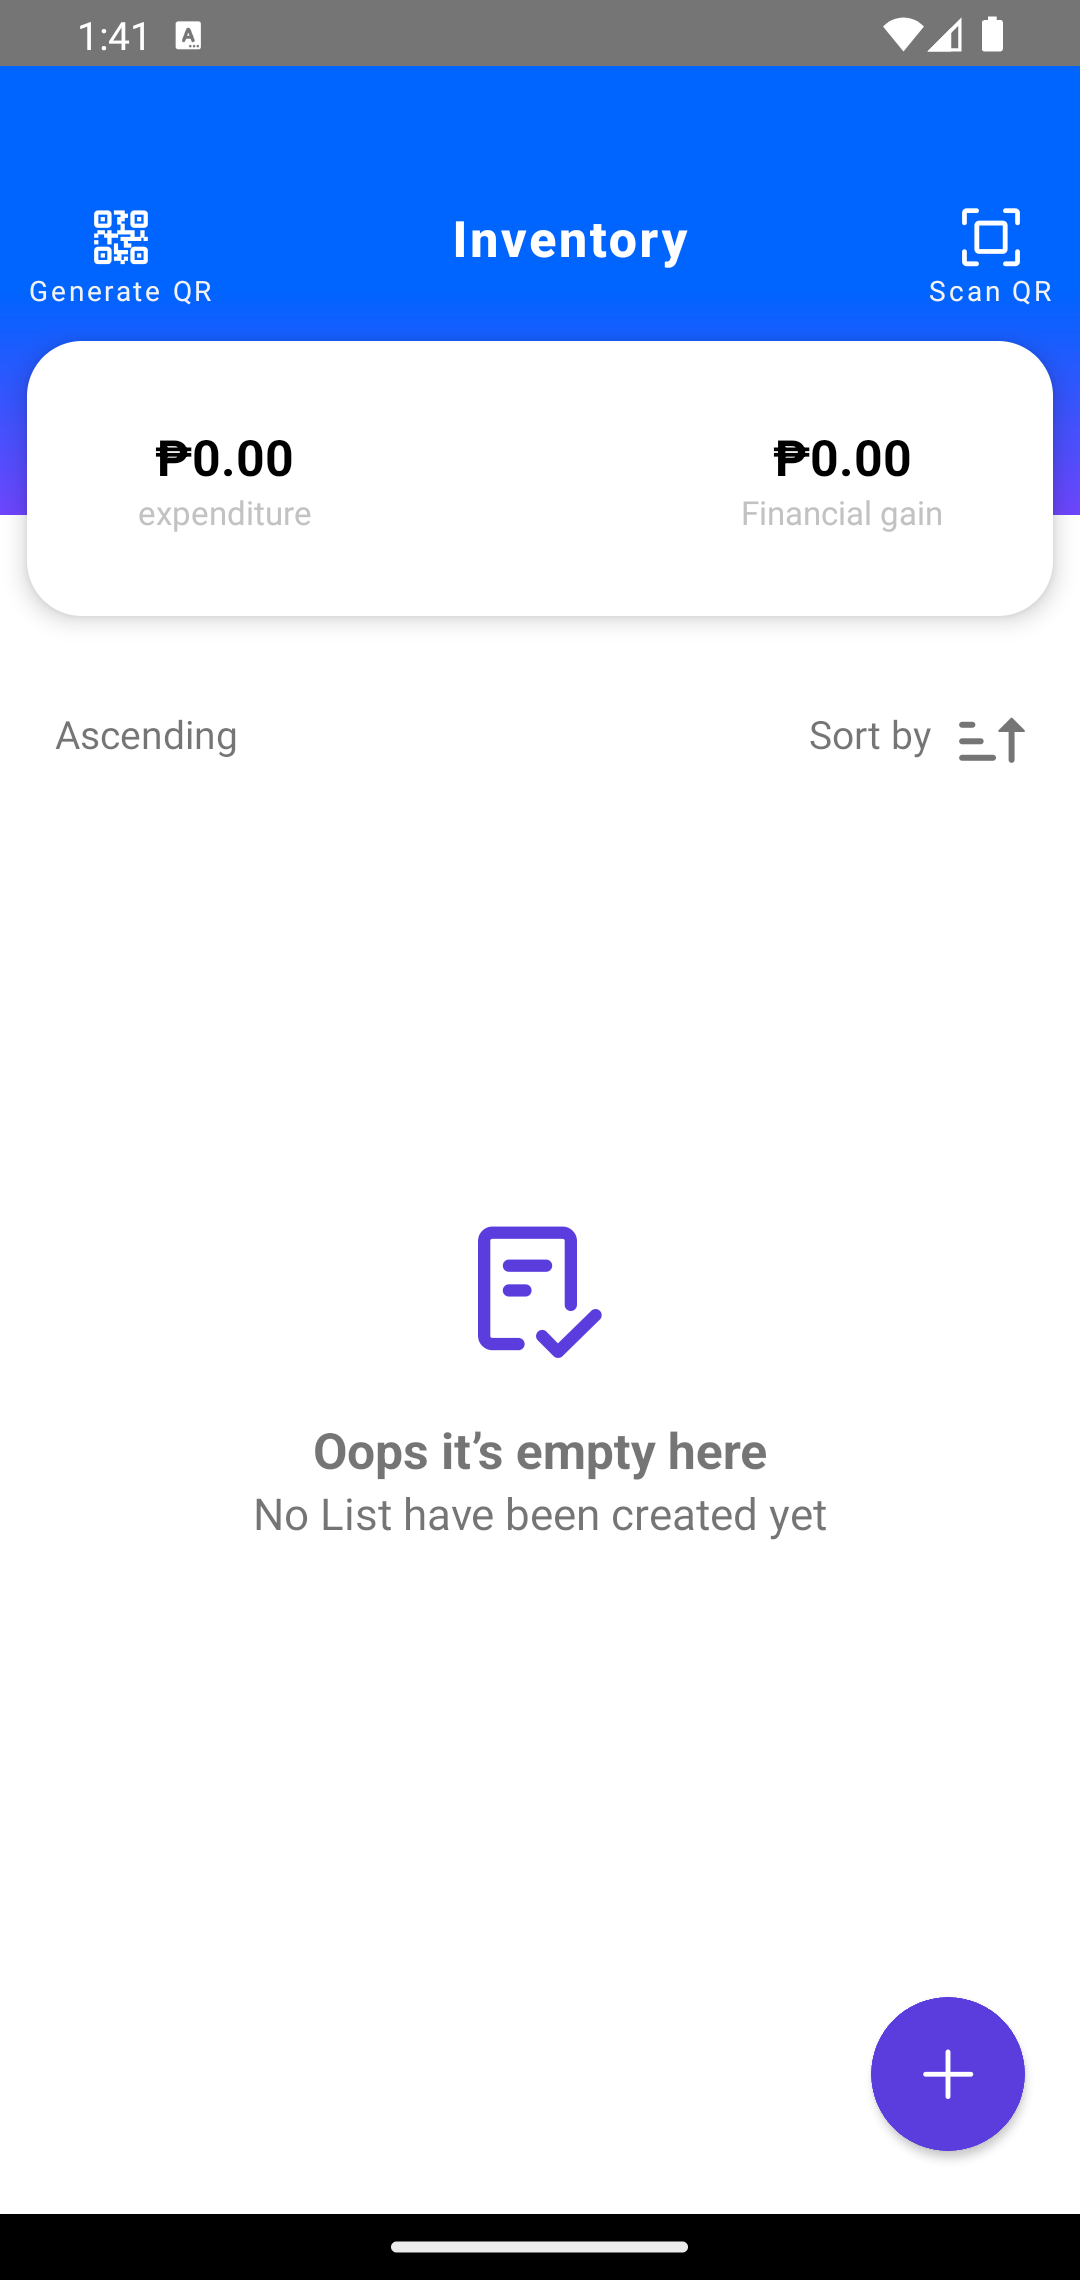 1:41
Inventory
Generate QR
Scan QR
₱0.00
expenditure
₱0.00
Financial gain
Ascending
Sort by
Oops it’s empty here
No List have been created yet